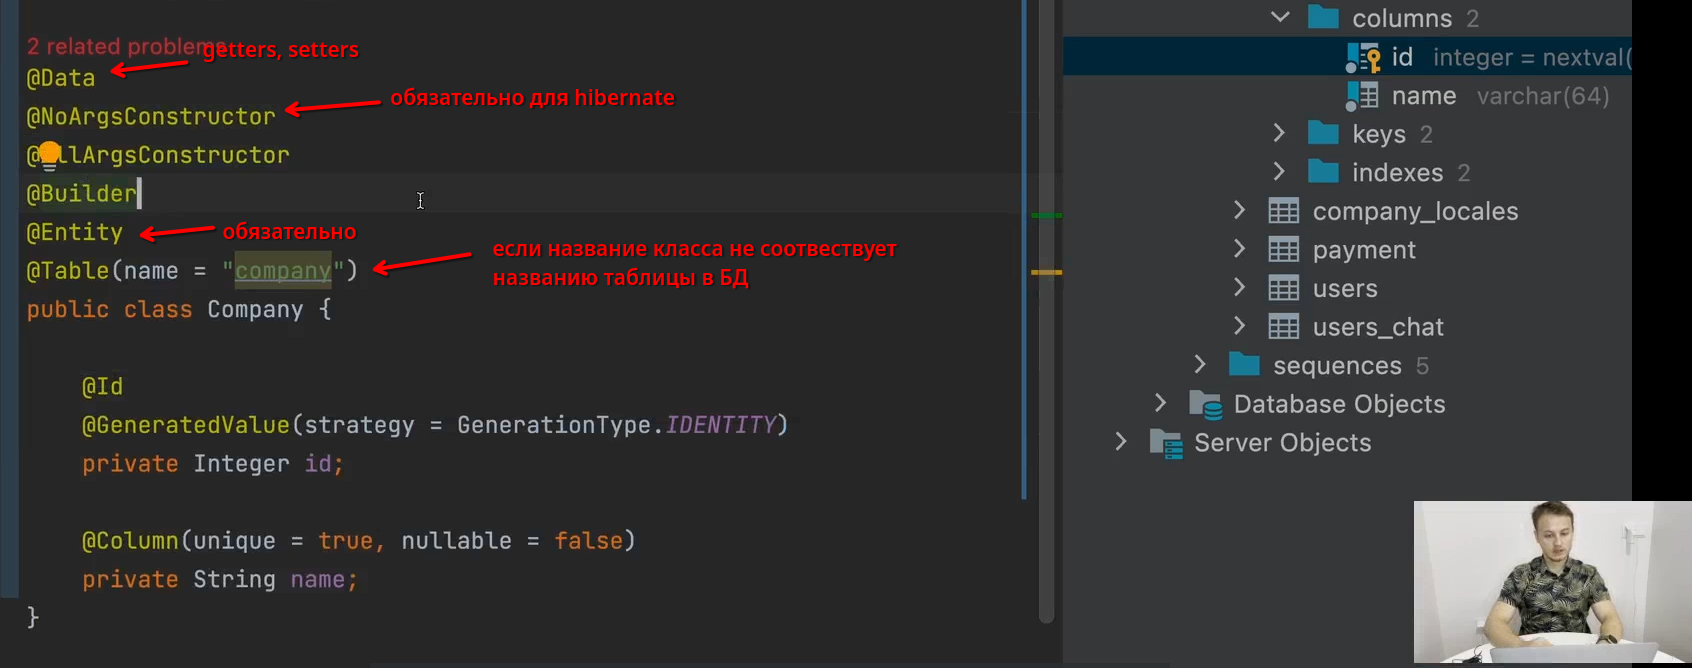 2 related problems
getters, setters
@Data
обязательно для hibernate
@NoArgsConstructor
@AllArgsConstructor
@Builder
@Entity
обязательно
если название класса не соотвествует
названию таблицы в БД
@Table(name = "company")
public class Company {
@Id
@GeneratedValue(strategy = GenerationType.IDENTITY)
private Integer id;
@Column(unique = true, nullable = false)
private String name;
}
columns 2
id integer = nextval(
name varchar(64)
keys 2
indexes 2
company_locales
payment
users
users_chat
sequences 5
Database Objects
Server Objects